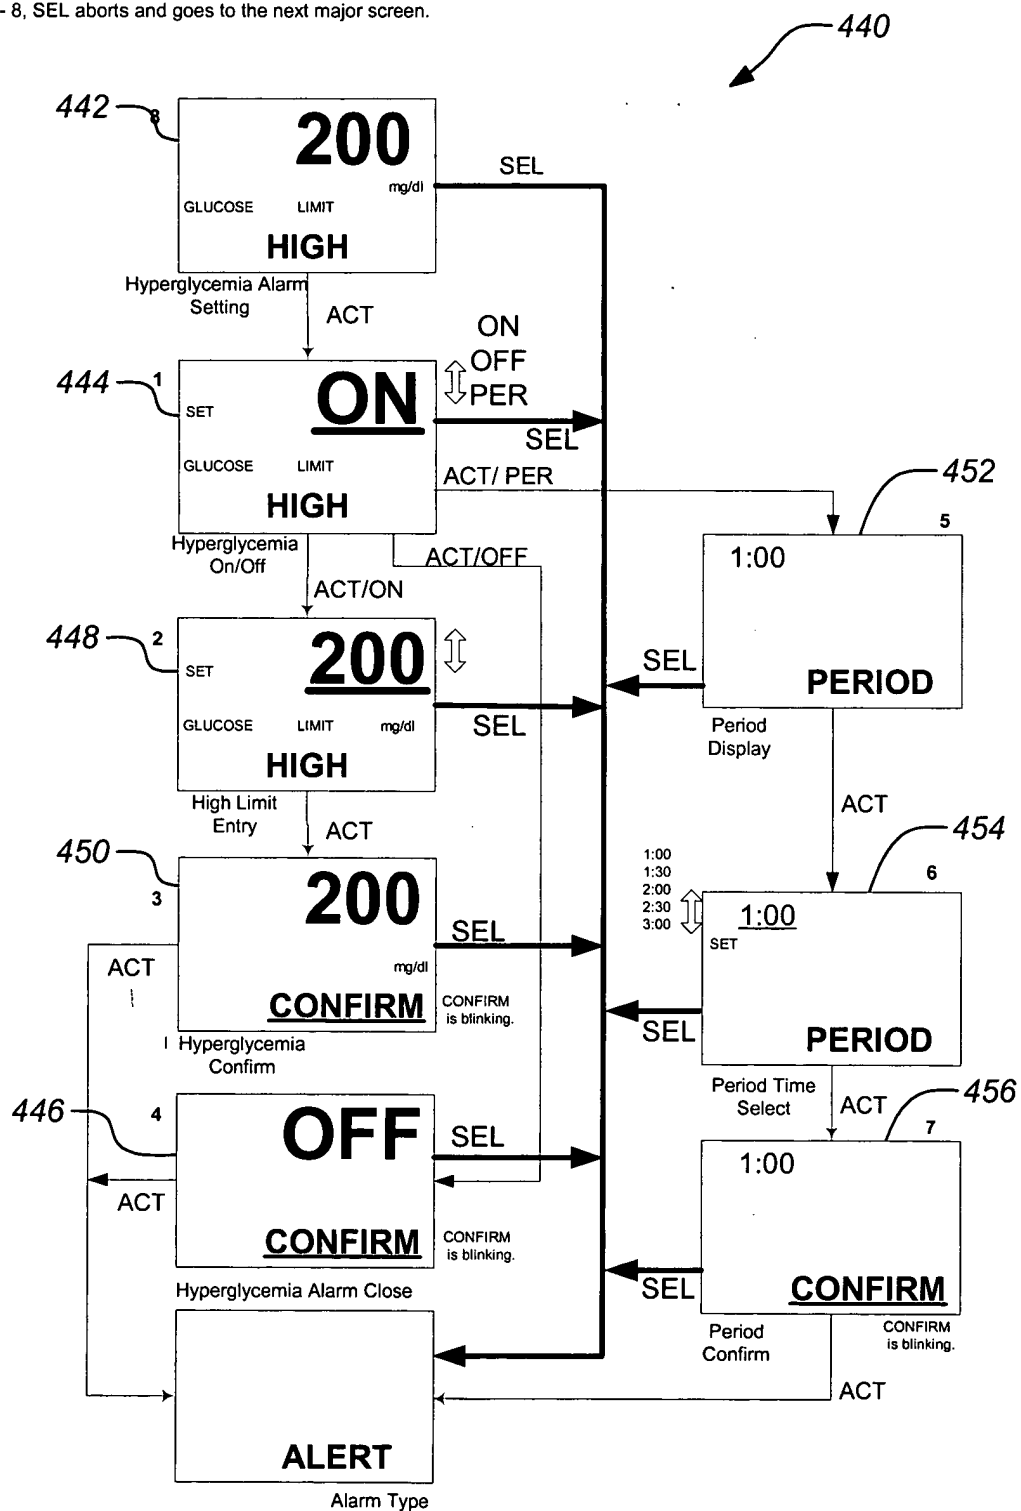 - 8, SEL aborts and goes to the next major screen.
440
442
8
200
mg/dl
GLUCOSE LIMIT
HIGH
SEL
Hyperglycemia Alarm
Setting
ACT
ON
OFF
PER
444
1
SET
ON
SEL
GLUCOSE LIMIT
HIGH
ACT/ PER
Hyperglycemia
On/Off
ACT/OFF
ACT/ON
452
5
1:00
PERIOD
SEL
Period
Display
ACT
448
2
SET
200
GLUCOSE LIMIT mg/dl
HIGH
SEL
High Limit
Entry
ACT
450
3
200
mg/dl
CONFIRM
SEL
CONFIRM
is blinking.
ACT
Hyperglycemia
Confirm
454
6
1:00
1:30
2:00
2:30
3:00
1:00
SET
PERIOD
SEL
Period Time
Select
ACT
446
4
OFF
CONFIRM
SEL
ACT
CONFIRM
is blinking.
Hyperglycemia Alarm Close
456
7
1:00
CONFIRM
SEL
Period
Confirm
CONFIRM
is blinking.
ACT
ALERT
Alarm Type